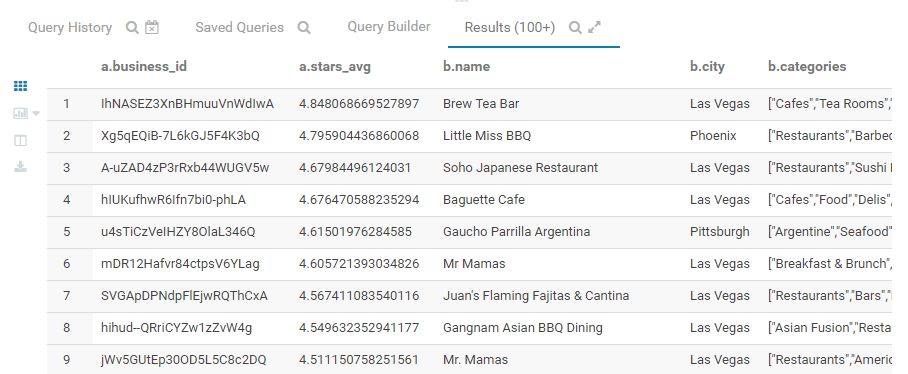 Query History Saved Queries Query Builder Results (100+)
a.business_id a.stars_avg b.name b.city b.categories
1 IhNASEZ3XnBHmuuVnWdIwA 4.848068669527897 Brew Tea Bar Las Vegas ["Cafes","Tea Rooms",
2 Xg5qEQiB-7L6kGJ5F4K3bQ 4.795904436860068 Little Miss BBQ Phoenix ["Restaurants","Barbec
3 A-uZAD4zP3rRxb44WUGV5w 4.67984496124031 Soho Japanese Restaurant Las Vegas ["Restaurants","Sushi
4 hIUKufhwR6Ifn7bi0-phLA 4.676470588235294 Baguette Cafe Las Vegas ["Cafes","Food","Delis",
5 u4sTiCzVeIHZY8OlaL346Q 4.61501976284585 Gaucho Parrilla Argentina Pittsburgh ["Argentine","Seafood"
6 mDR12Hafvr84ctpsV6YLag 4.605721393034826 Mr Mamas Las Vegas ["Breakfast & Brunch",
7 SVGApDPNdpFlEjwRQThCxA 4.567411083540116 Juan's Flaming Fajitas & Cantina Las Vegas ["Restaurants","Bars",
8 hihud--QRriCYZw1zZvW4g 4.549632352941177 Gangnam Asian BBQ Dining Las Vegas ["Asian Fusion","Resta
9 jWv5GUtEp30OD5L5C8c2DQ 4.511150758251561 Mr. Mamas Las Vegas ["Restaurants","Americ